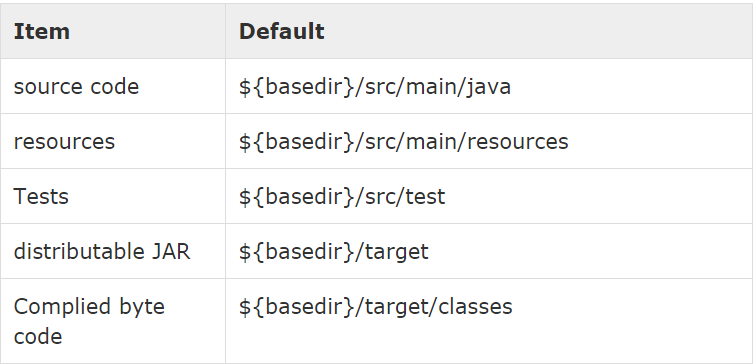 Item Default
source code ${basedir}/src/main/java
resources ${basedir}/src/main/resources
Tests ${basedir}/src/test
distributable JAR ${basedir}/target
Complied byte ${basedir}/target/classes
code